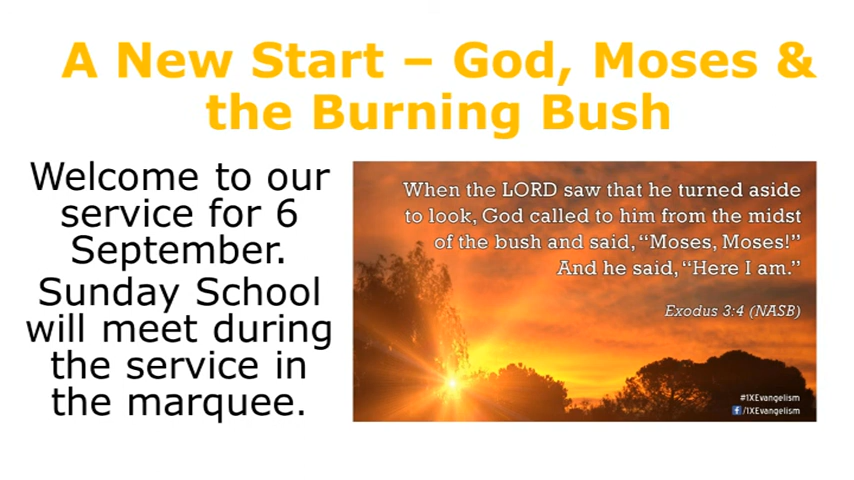 A New Start – God, Moses &
the Burning Bush
Welcome to our
service for 6
September.
Sunday School
will meet during
the service in
the marquee.
When the LORD saw that he turned aside
to look, God called to him from the midst
of the bush and said, “Moses, Moses!”
And he said, “Here I am.”
Exodus 3:4 (NASB)
#1XEvangelism
/1XEvangelism